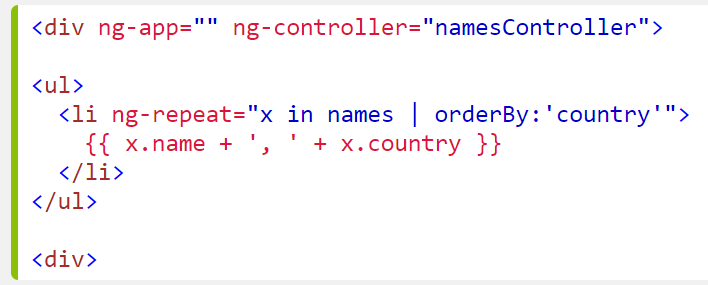 <div ng-app="" ng-controller="namesController">
<ul>
<li ng-repeat="x in names | orderBy:'country'">
{{ x.name + ', ' + x.country }}
</li>
</ul>
<div>